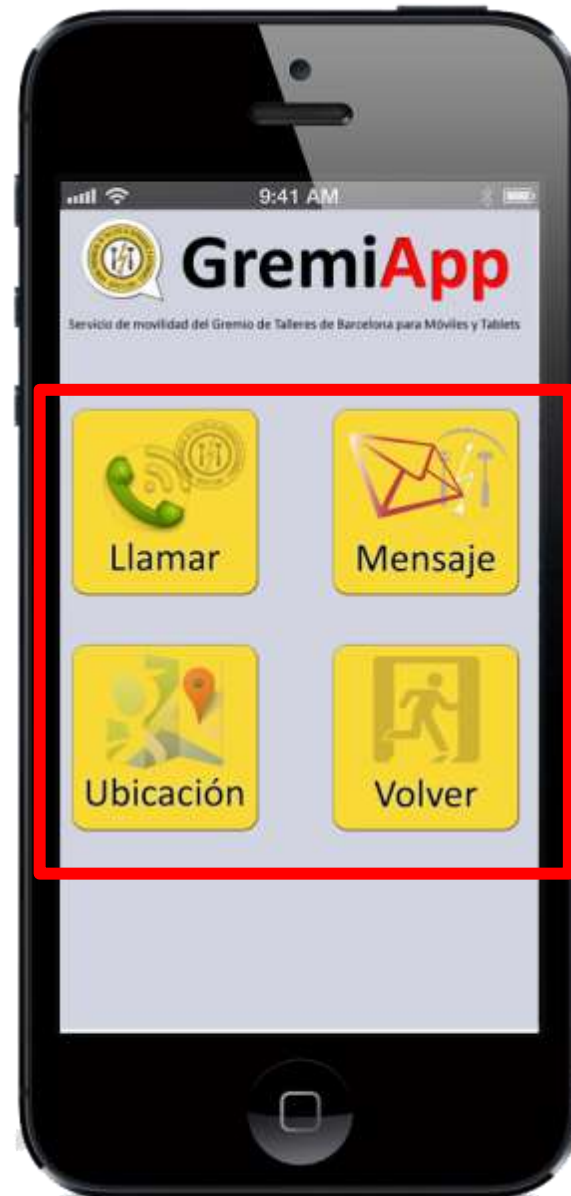 9:41 AM
GremiApp
Servicio de movilidad del Gremio de Talleres de Barcelona para Móviles y Tablets
Llamar
Mensaje
Ubicación
Volver